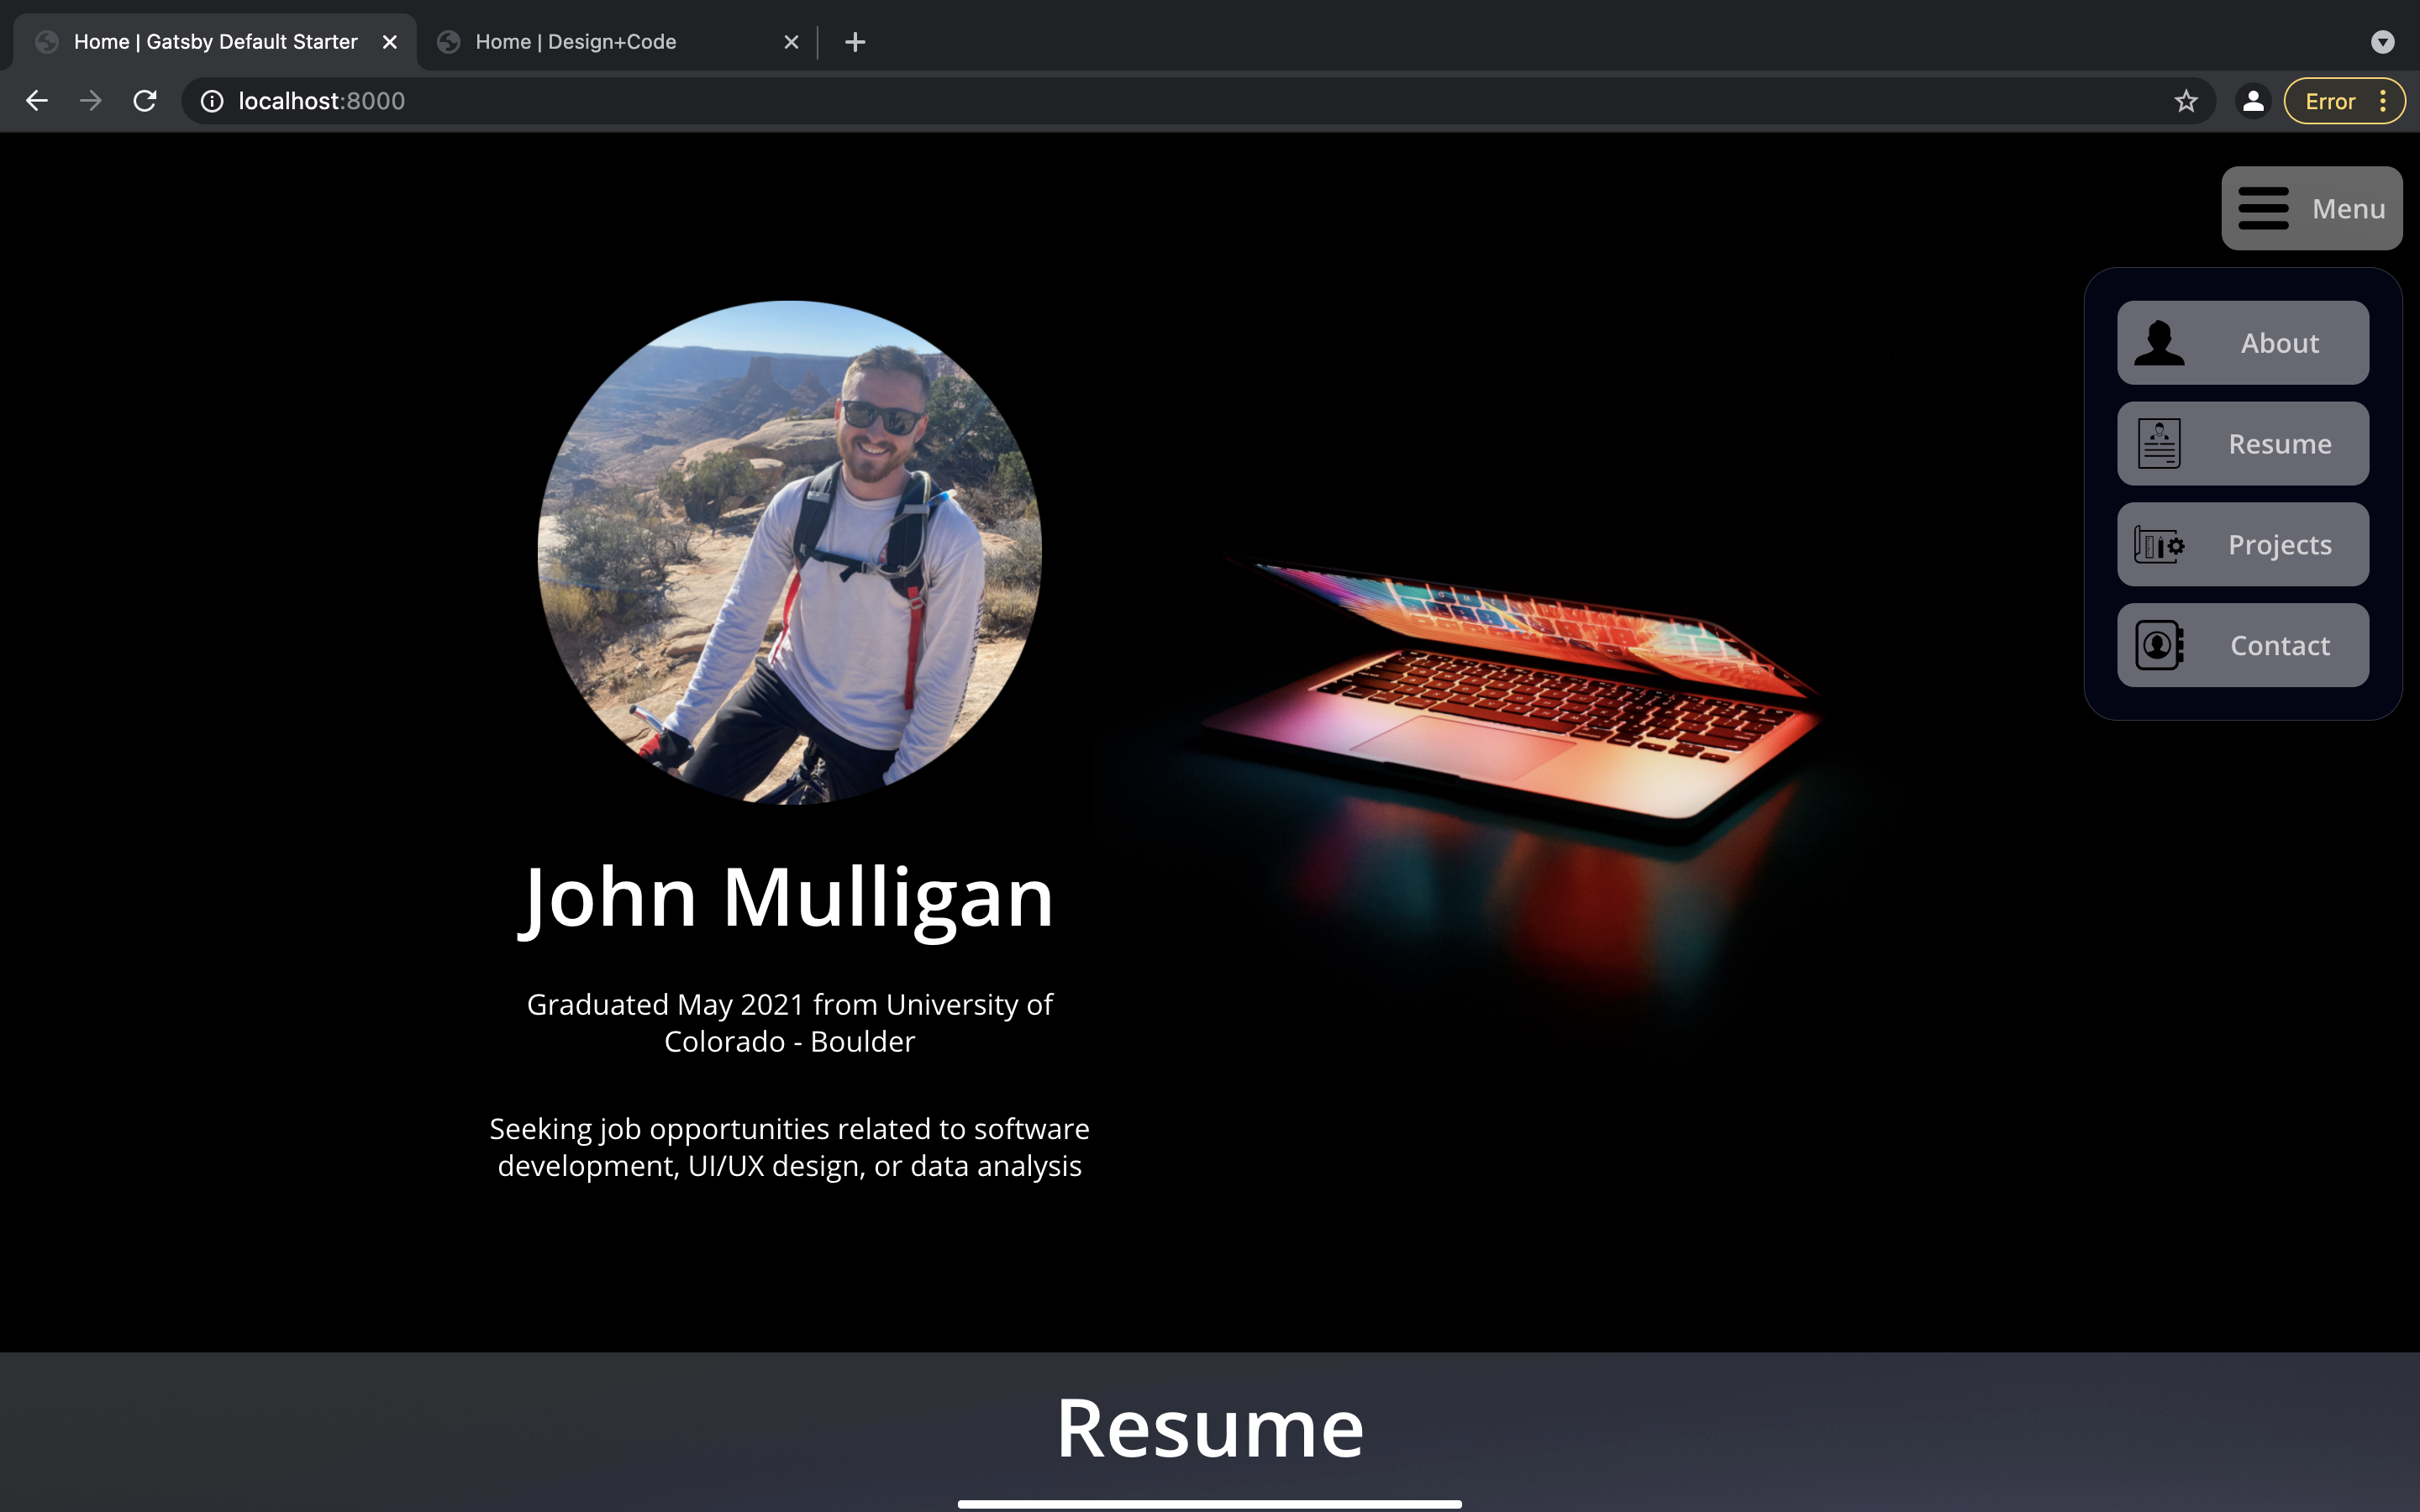 Home | Gatsby Default Starter
Home | Design+Code
localhost:8000
Error
Menu
About
Resume
Projects
Contact
John Mulligan
Graduated May 2021 from University of
Colorado - Boulder
Seeking job opportunities related to software
development, UI/UX design, or data analysis
Resume